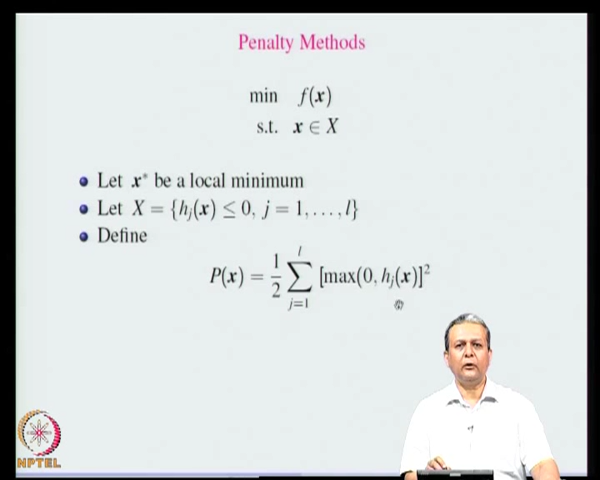 Penalty Methods
min f(x)
s.t. x ∈ X
Let x* be a local minimum
Let X = {h_j(x) ≤ 0, j = 1, . . . , l}
Define
P(x) = 1/2 ∑_{j=1}^{l} [max(0, h_j(x)]^2
NPTEL